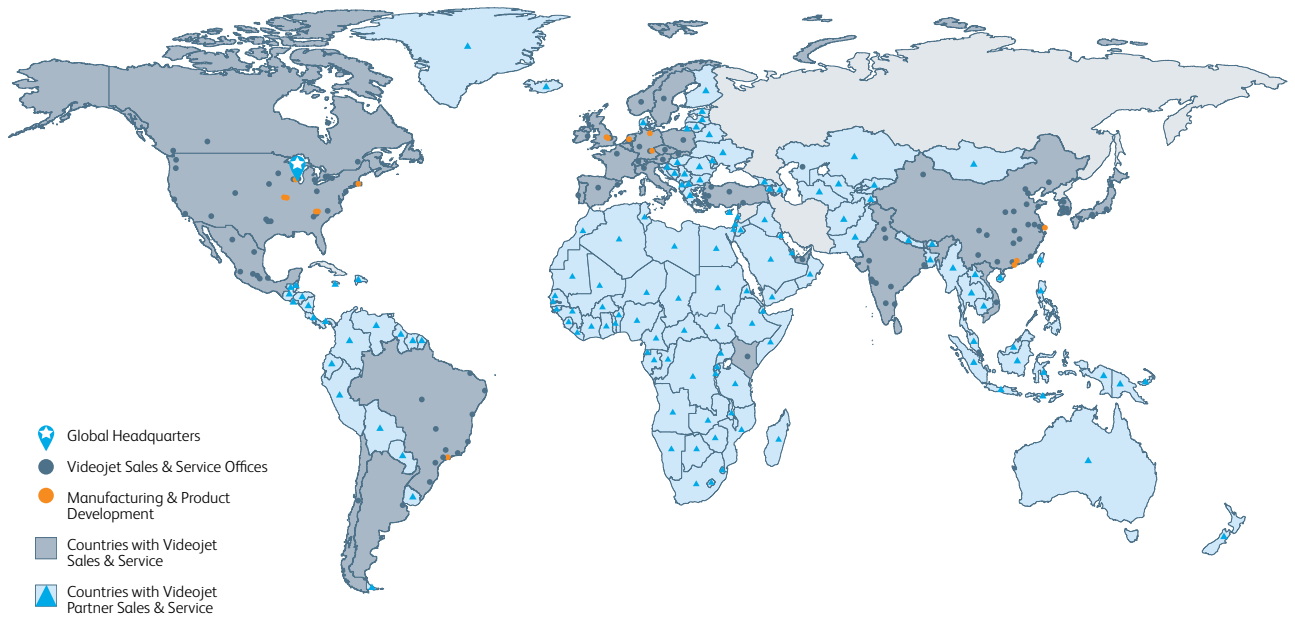 Global Headquarters
Videojet Sales & Service Offices
Manufacturing & Product
Development
Countries with Videojet
Sales & Service
Countries with Videojet
Partner Sales & Service